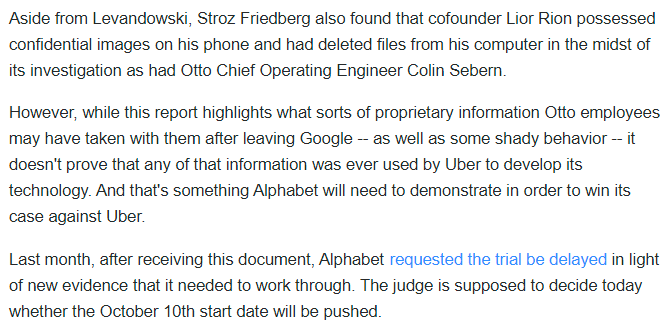 Aside from Levandowski, Stroz Friedberg also found that cofounder Lior Rion possessed
confidential images on his phone and had deleted files from his computer in the midst of
its investigation as had Otto Chief Operating Engineer Colin Sebern.
However, while this report highlights what sorts of proprietary information Otto employees
may have taken with them after leaving Google -- as well as some shady behavior -- it
doesn't prove that any of that information was ever used by Uber to develop its
technology. And that's something Alphabet will need to demonstrate in order to win its
case against Uber.
Last month, after receiving this document, Alphabet requested the trial be delayed in light
of new evidence that it needed to work through. The judge is supposed to decide today
whether the October 10th start date will be pushed.